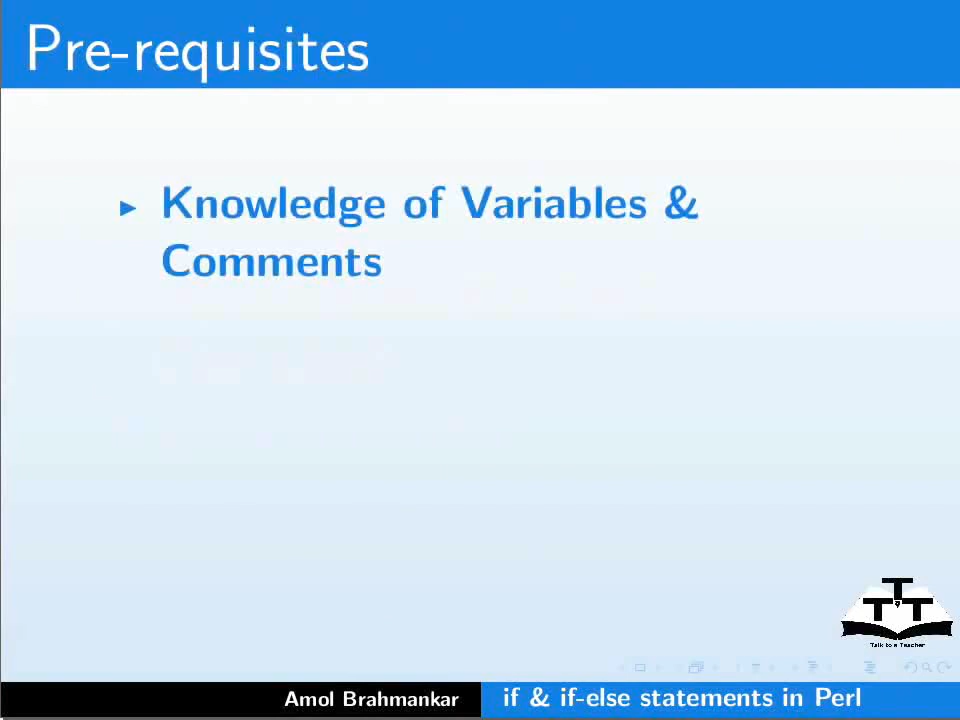 Pre-requisites
Knowledge of Variables &
Comments
T
T T
Talk to a Teacher
Amol Brahmankar
if & if-else statements in Perl